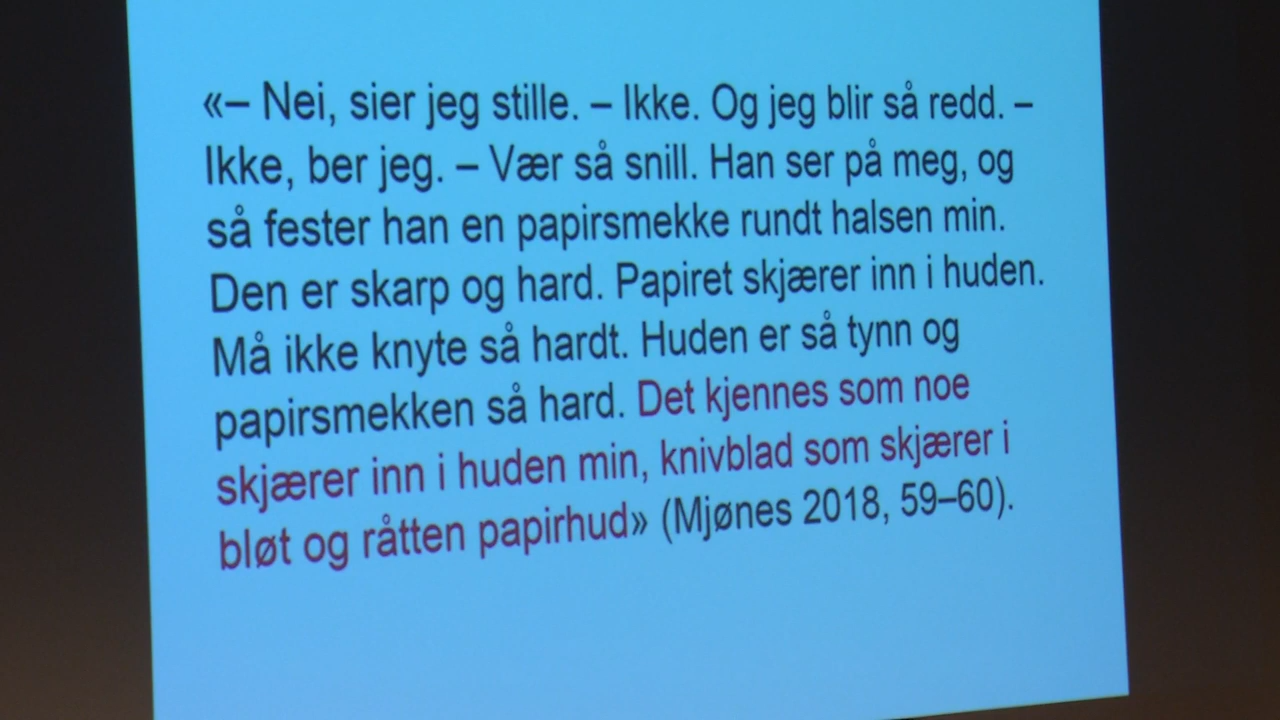 «– Nei, sier jeg stille. – Ikke. Og jeg blir så redd. –
Ikke, ber jeg. – Vær så snill. Han ser på meg, og
så fester han en papirsmekke rundt halsen min.
Den er skarp og hard. Papiret skjærer inn i huden.
Må ikke knyte så hardt. Huden er så tynn og
papirsmekken så hard. Det kjennes som noe
skjærer inn i huden min, knivblad som skjærer i
bløt og råtten papirhud» (Mjønes 2018, 59–60).